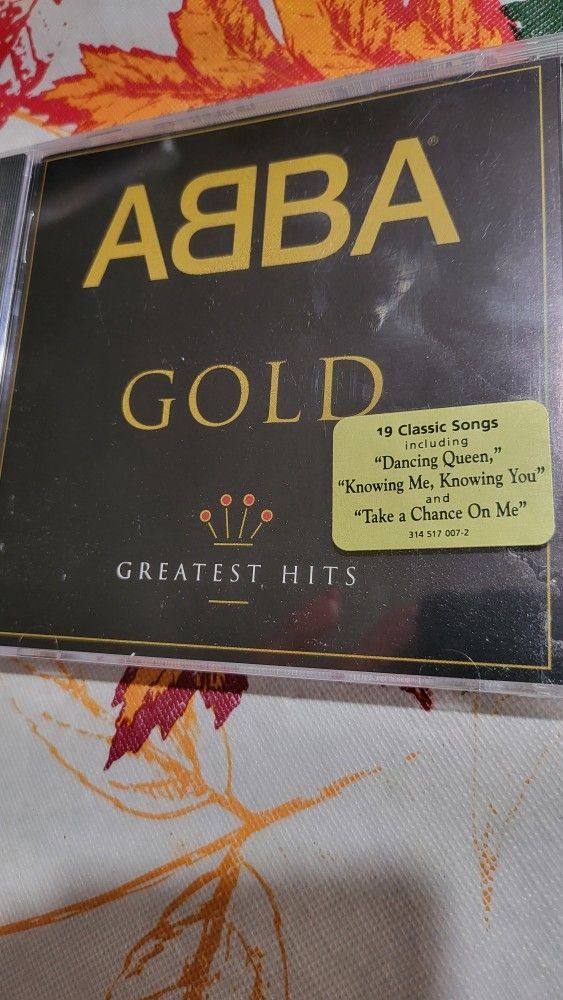 AᗺBA®
GOLD
19 Classic Songs
including
“Dancing Queen,”
“Knowing Me, Knowing You”
and
“Take a Chance On Me”
314 517 007-2
GREATEST HITS